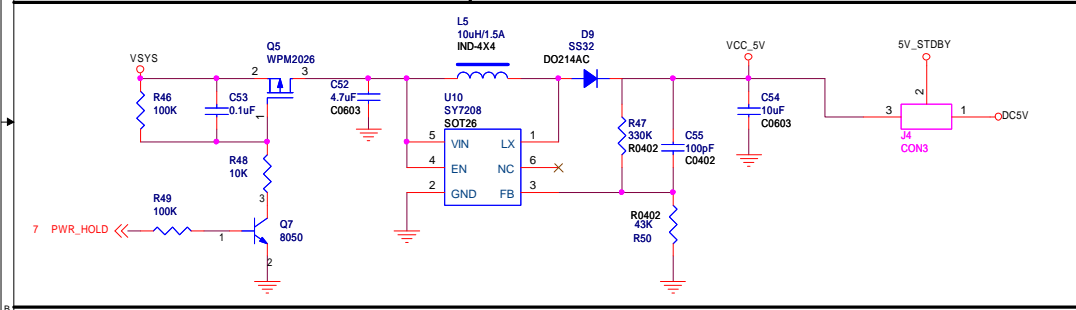 L5
10uH/1.5A
IND-4X4
D9
SS32
DO214AC
VSYS
Q5
WPM2026
2
3
1
R46
100K
C53
0.1uF
C52
4.7uF
C0603
U10
SY7208
SOT26
5
VIN
LX
1
4
EN
NC
6
2
GND
FB
3
R47
330K
R0402
C55
100pF
C0402
VCC_5V
C54
10uF
C0603
5V_STDBY
2
3
1
DC5V
J4
CON3
R48
10K
R49
100K
3
7
PWR_HOLD
1
Q7
8050
2
R0402
43K
R50
B